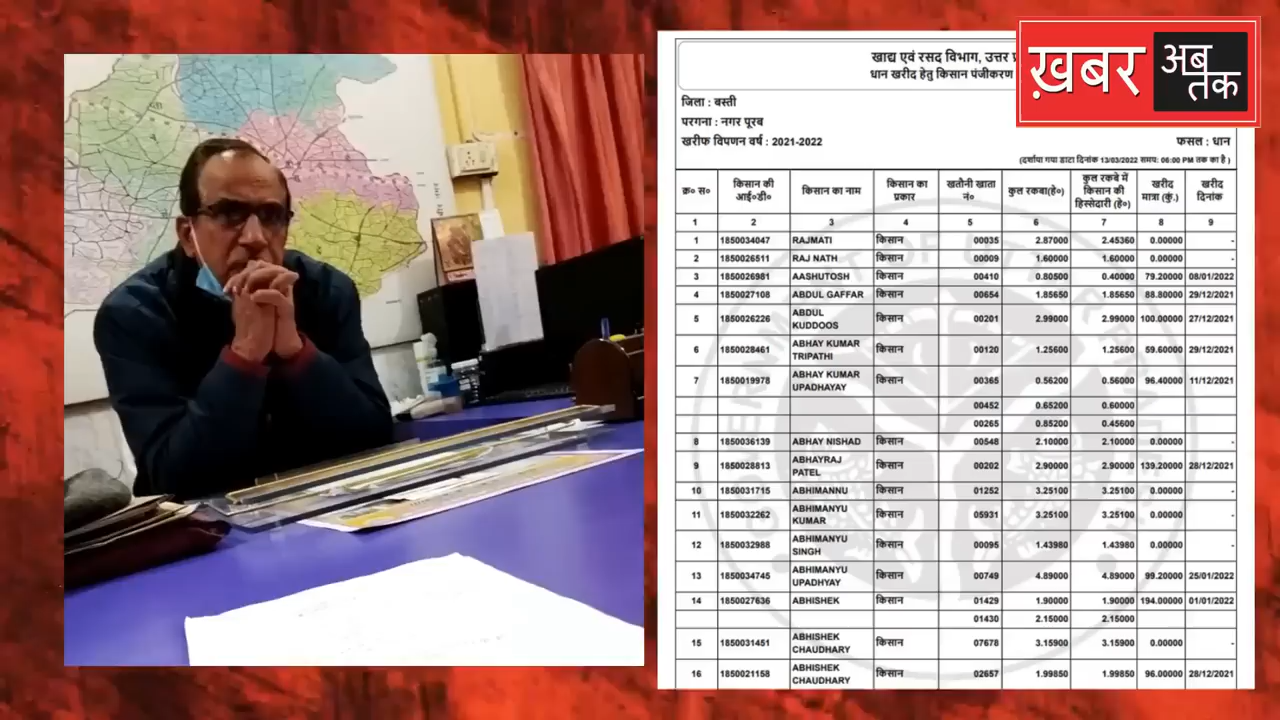 ख़बर
अब
तक
खाद्य एवं रसद विभाग, उत्तर
धान खरीद हेतु किसान पंजीकरण
जिला : बस्ती
परगना : नगर पूरब
खरीफ विपणन वर्ष : 2021-2022
फसल : धान
(दर्शाया गया डाटा दिनांक 13/03/2022 समय: 06:00 PM तक का है )
क्र० स० किसान की आई०डी० किसान का नाम किसान का प्रकार खतौनी खाता न० कुल रकबा(हे०) कुल रकबे में किसान की हिस्सेदारी (हे०) खरीद मात्रा (कुं.) खरीद दिनांक
1 2 3 4 5 6 7 8 9
1 1850034047 RAJMATI किसान 00035 2.87000 2.45360 0.00000 -
2 1850026511 RAJ NATH किसान 00009 1.60000 1.60000 0.00000 -
3 1850026981 AASHUTOSH किसान 00410 0.80500 0.40000 79.20000 08/01/2022
4 1850027108 ABDUL GAFFAR किसान 00654 1.85650 1.85650 88.80000 29/12/2021
5 1850026226 ABDUL KUDDOOS किसान 00201 2.99000 2.99000 100.00000 27/12/2021
6 1850028461 ABHAY KUMAR TRIPATHI किसान 00120 1.25600 1.25600 59.60000 29/12/2021
7 1850019978 ABHAY KUMAR UPADHAYAY किसान 00365 0.56200 0.56000 96.40000 11/12/2021
00452 0.65200 0.60000
00265 0.85200 0.45600
8 1850036139 ABHAY NISHAD किसान 00548 2.10000 2.10000 0.00000 -
9 1850028813 ABHAYRAJ PATEL किसान 00202 2.90000 2.90000 139.20000 28/12/2021
10 1850031715 ABHIMANNU किसान 01252 3.25100 3.25100 0.00000 -
11 1850032262 ABHIMANYU KUMAR किसान 05931 3.25100 3.25100 0.00000 -
12 1850032988 ABHIMANYU SINGH किसान 00095 1.43980 1.43980 0.00000 -
13 1850034745 ABHIMANYU UPADHYAY किसान 00749 4.89000 4.89000 99.20000 25/01/2022
14 1850027636 ABHISHEK किसान 01429 1.90000 1.90000 194.00000 01/01/2022
01430 2.15000 2.15000
15 1850031451 ABHISHEK CHAUDHARY किसान 07678 3.15900 3.15900 0.00000 -
16 1850021158 ABHISHEK CHAUDHARY किसान 02657 1.99850 1.99850 96.00000 28/12/2021